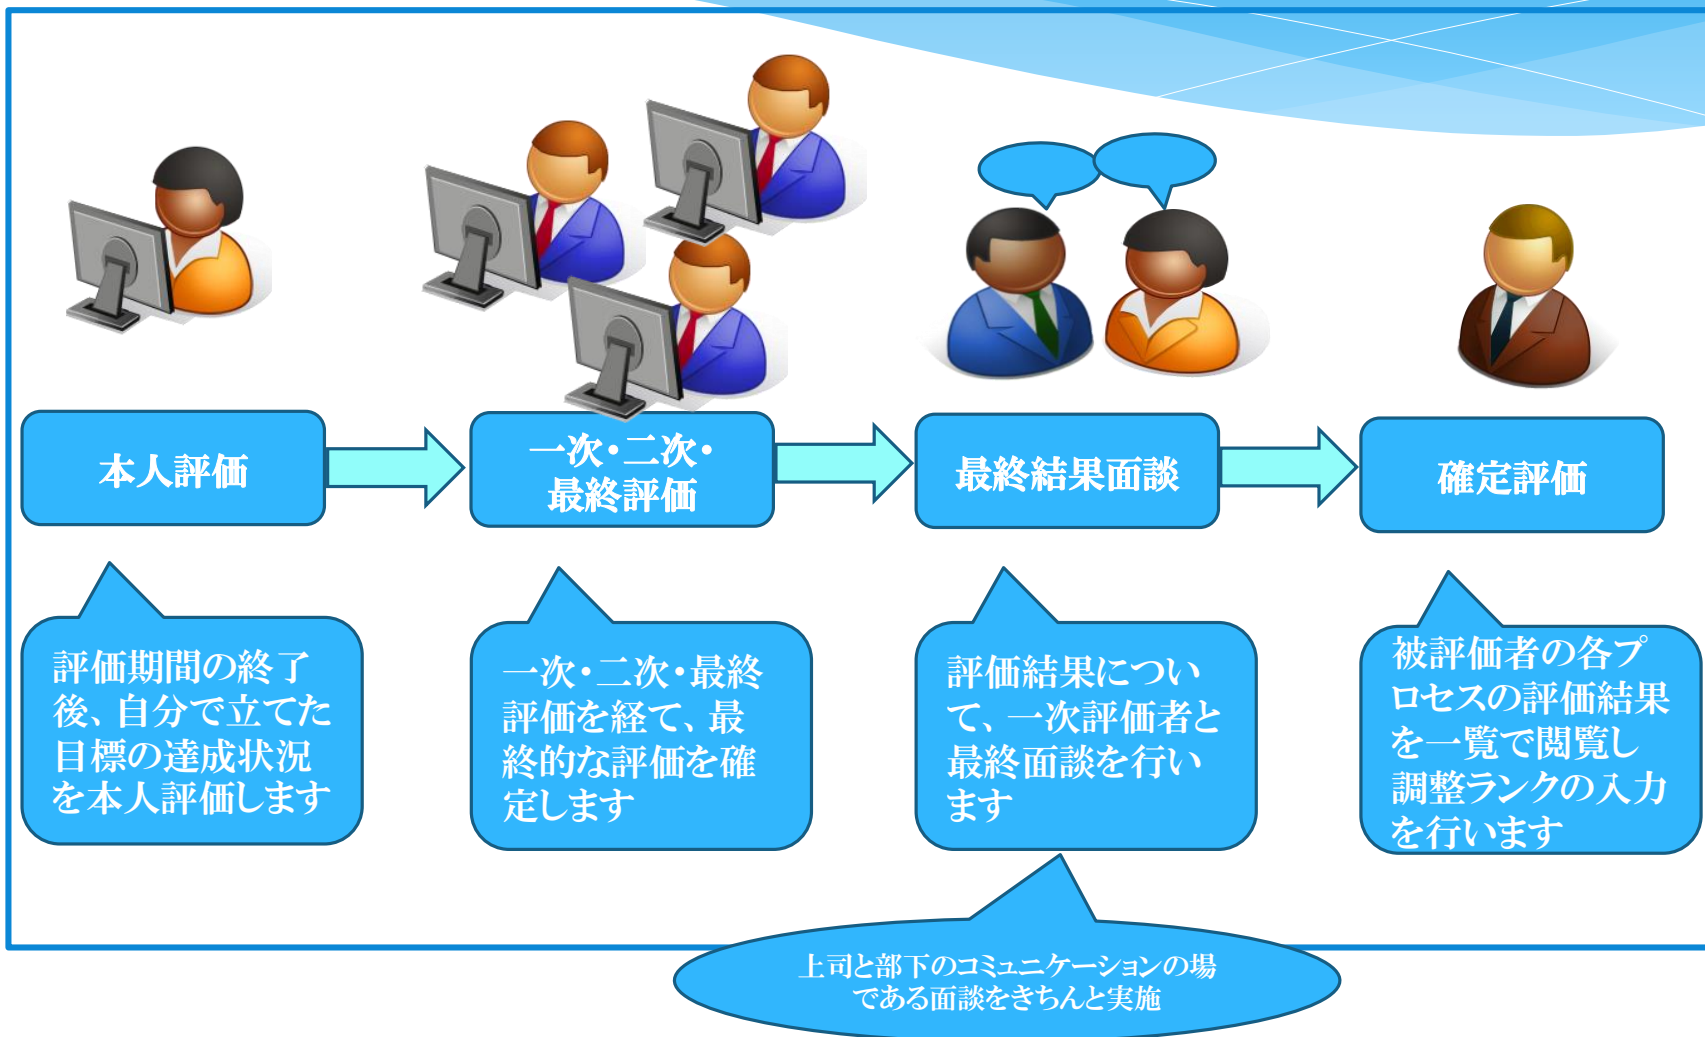 本人評価
一次・二次・
最終評価
最終結果面談
確定評価
評価期間の終了
後、自分で立てた
目標の達成状況
を本人評価します
一次・二次・最終
評価を経て、最
終的な評価を確
定します
評価結果につい
て、一次評価者と
最終面談を行い
ます
被評価者の各プ
ロセスの評価結果
を一覧で閲覧し
調整ランクの入力
を行います
上司と部下のコミュニケーションの場
である面談をきちんと実施